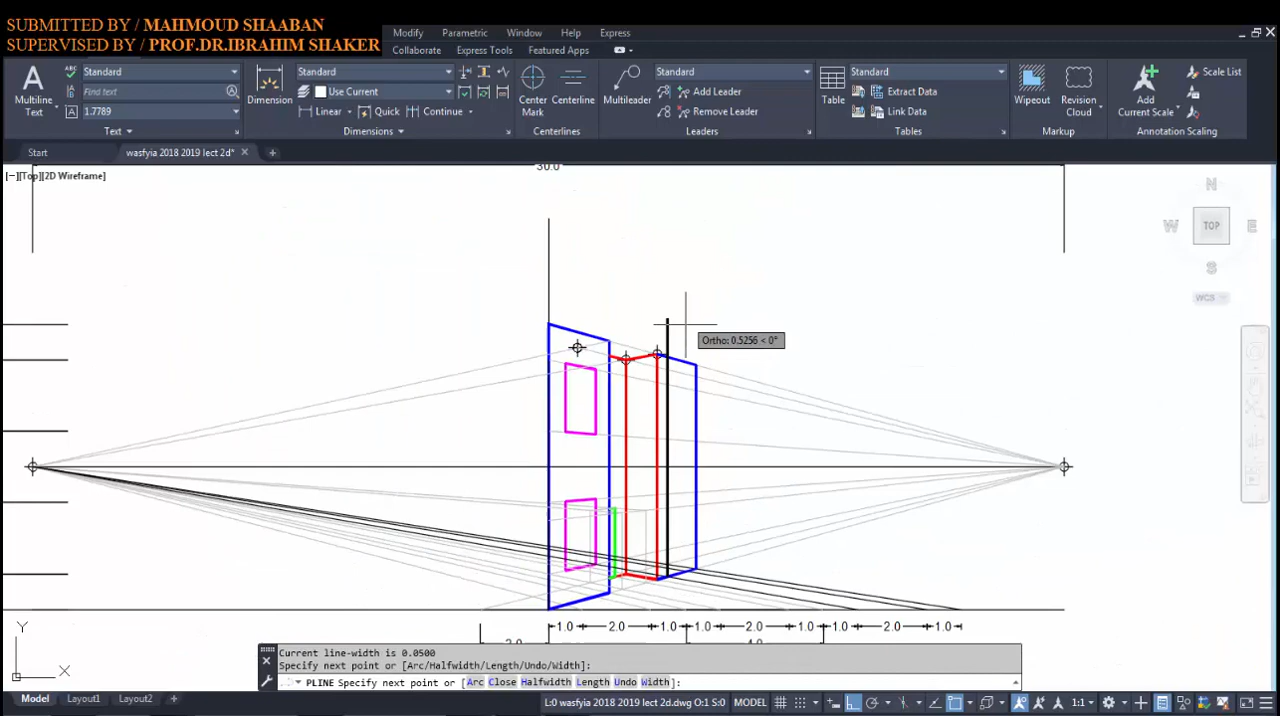 SUBMITTED BY / MAHMOUD SHAABAN
SUPERVISED BY / PROF.DR.IBRAHIM SHAKER
Modify Parametric Window Help Express
Collaborate Express Tools Featured Apps
Multiline Text
Standard
Find text
1.7789
Text
Dimension
Standard
Use Current
Linear Quick Continue
Dimensions
Center Mark
Centerline
Centerlines
Multileader
Standard
Add Leader
Remove Leader
Leaders
Table
Standard
Extract Data
Link Data
Tables
Wipeout
Revision Cloud
Markup
Add Current Scale
Scale List
Annotation Scaling
Start wasfyia 2018 2019 lect 2d*
[−][Top][2D Wireframe]
30.0
N
W TOP E
S
WCS
Ortho: 0.5256 < 0°
1.0 2.0 1.0 1.0 2.0 1.0 1.0 2.0 1.0
Y
X
Current line-width is 0.0500
Specify next point or [Arc/Halfwidth/Length/Undo/Width]:
PLINE Specify next point or [Arc Close Halfwidth Length Undo Width]:
Model Layout1 Layout2
L:0 wasfyia 2018 2019 lect 2d.dwg O:1 S:0 MODEL 1:1